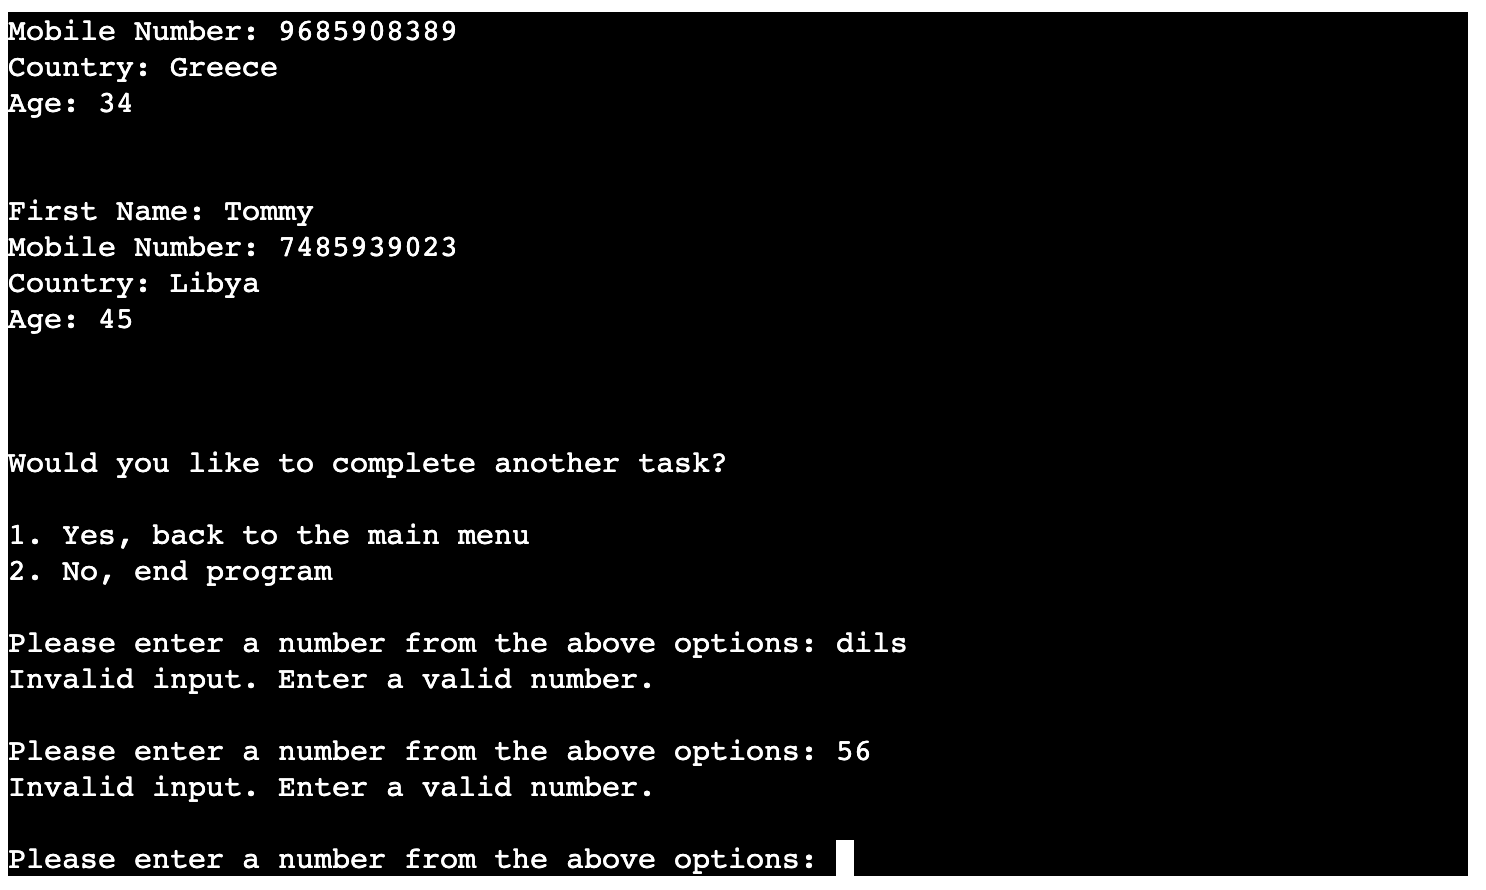 Mobile Number: 9685908389
Country: Greece
Age: 34
First Name: Tommy
Mobile Number: 7485939023
Country: Libya
Age: 45
Would you like to complete another task?
1. Yes, back to the main menu
2. No, end program
Please enter a number from the above options: dils
Invalid input. Enter a valid number.
Please enter a number from the above options: 56
Invalid input. Enter a valid number.
Please enter a number from the above options: